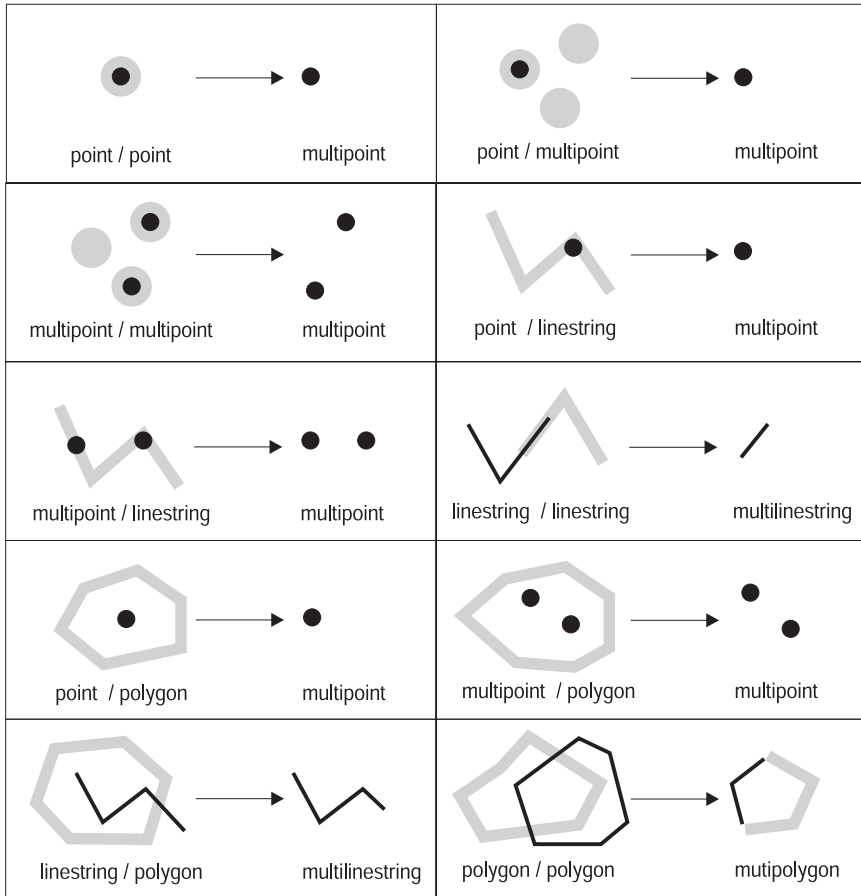 point / point multipoint
point / multipoint multipoint
multipoint / multipoint multipoint
point / linestring multipoint
multipoint / linestring multipoint
linestring / linestring multilinestring
point / polygon multipoint
multipoint / polygon multipoint
linestring / polygon multilinestring
polygon / polygon mutipolygon